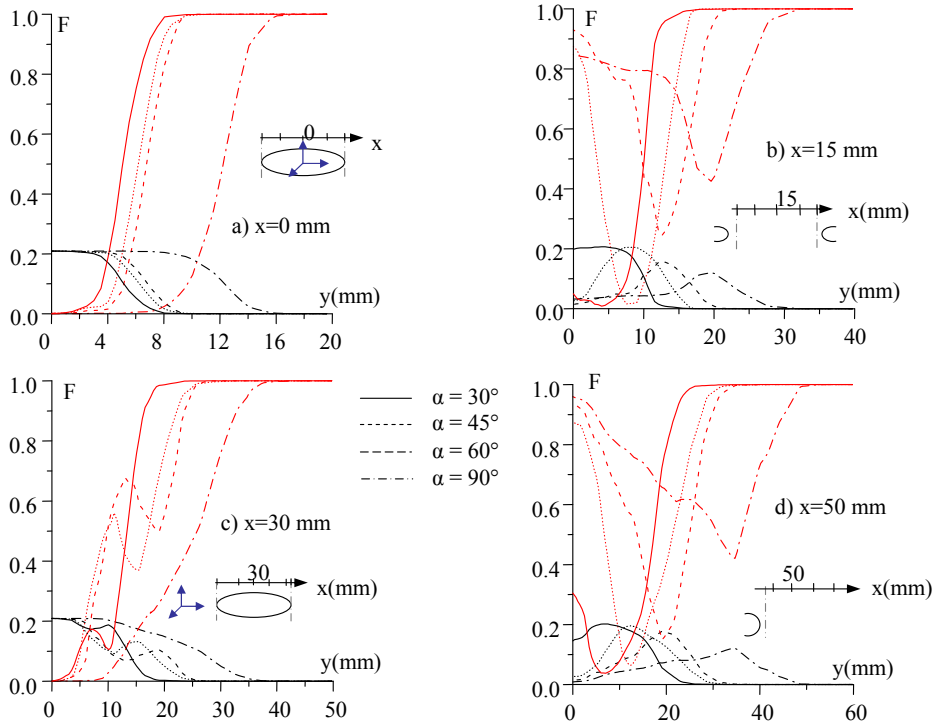 1.0
0.8
0.6
0.4
0.2
0.0
F
0
x
a) x=0 mm
y(mm)
0 4 8 12 16 20
1.0
0.8
0.6
0.4
0.2
0.0
F
b) x=15 mm
15
x(mm)
y(mm)
0 10 20 30 40
1.0
0.8
0.6
0.4
0.2
0.0
F
c) x=30 mm
30
x(mm)
y(mm)
0 10 20 30 40 50
α = 30°
α = 45°
α = 60°
α = 90°
1.0
0.8
0.6
0.4
0.2
0.0
F
d) x=50 mm
50
x(mm)
y(mm)
0 20 40 60